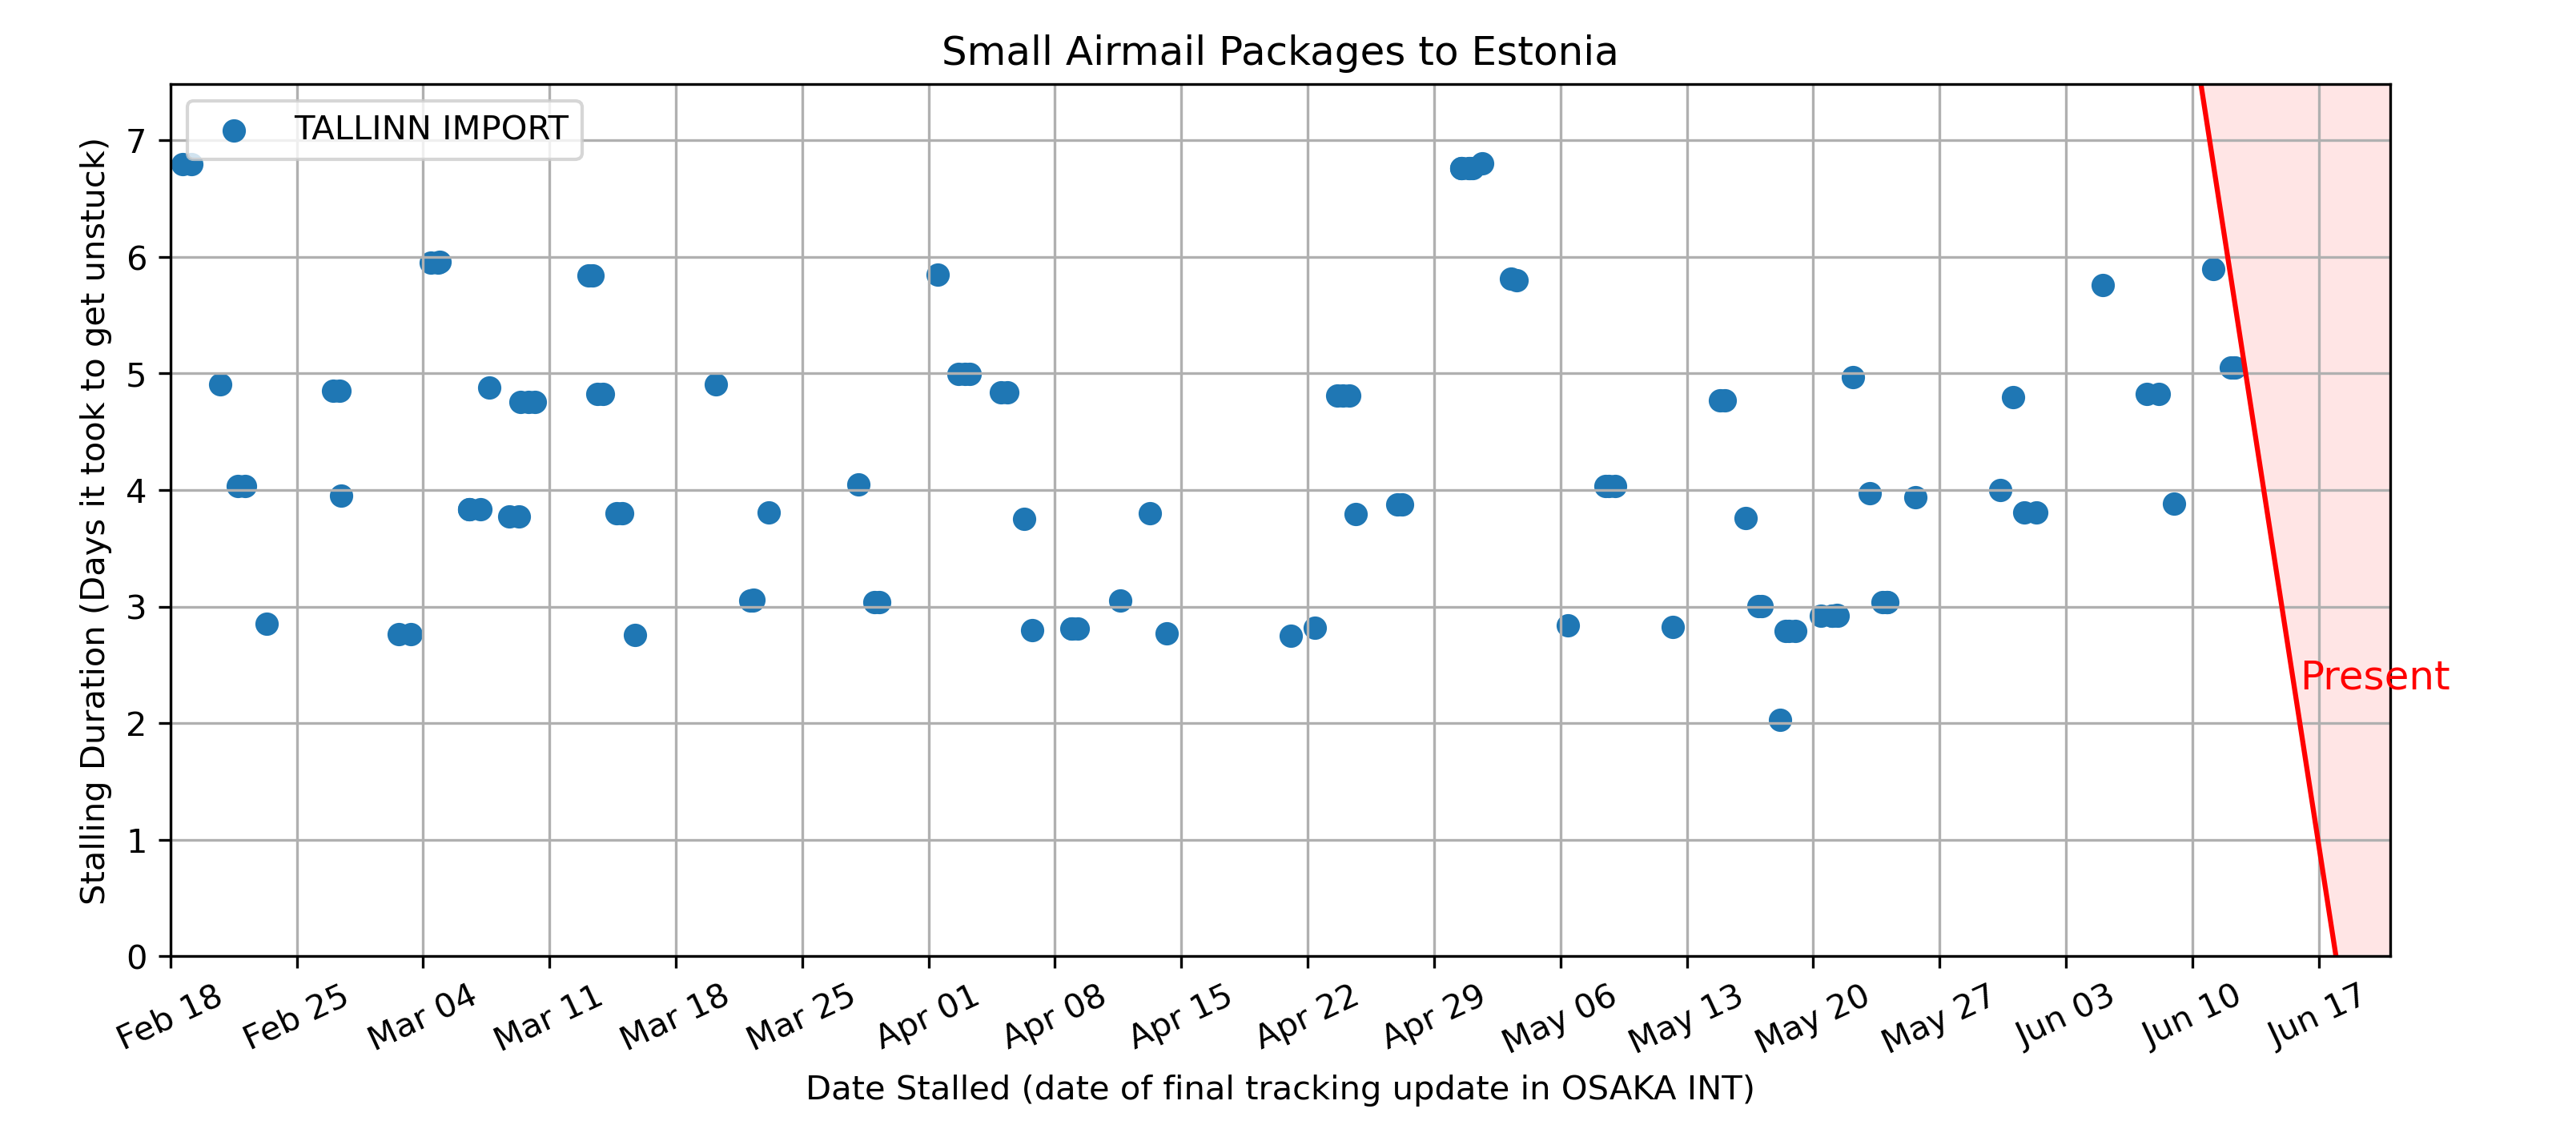 Small Airmail Packages to Estonia
TALLINN IMPORT
Stalling Duration (Days it took to get unstuck)
7
6
5
4
3
2
1
0
Present
Feb 18
Feb 25
Mar 04
Mar 11
Mar 18
Mar 25
Apr 01
Apr 08
Apr 15
Apr 22
Apr 29
May 06
May 13
May 20
May 27
Jun 03
Jun 10
Jun 17
Date Stalled (date of final tracking update in OSAKA INT)